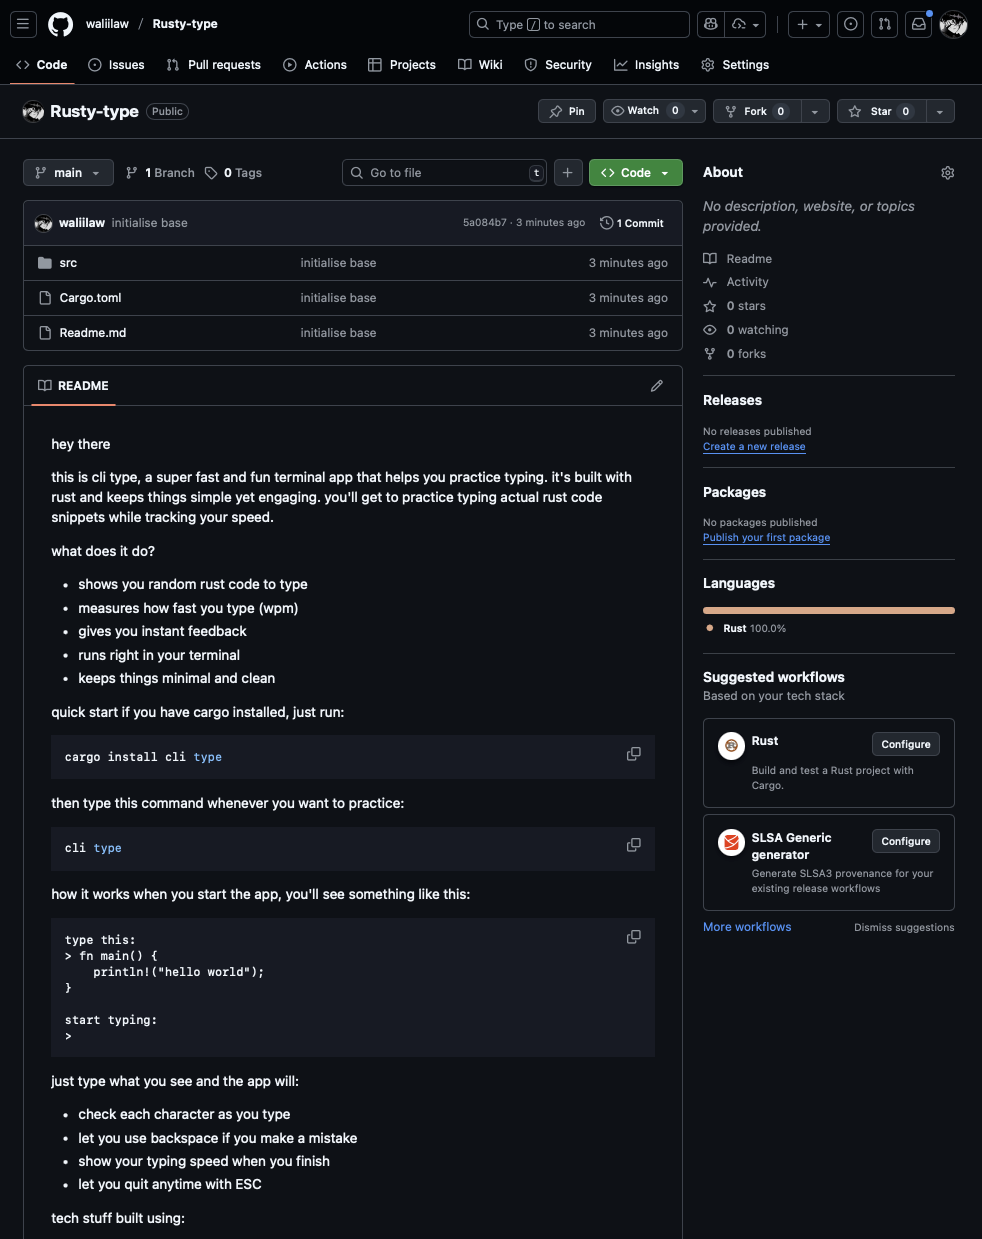 waliilaw / Rusty-type
Type / to search
Code Issues Pull requests Actions Projects Wiki Security Insights Settings
Rusty-type Public
Pin Watch 0 Fork 0 Star 0
main 1 Branch 0 Tags Go to file t Code
waliilaw initialise base 5a084b7 · 3 minutes ago 1 Commit
src initialise base 3 minutes ago
Cargo.toml initialise base 3 minutes ago
Readme.md initialise base 3 minutes ago
README
hey there
this is cli type, a super fast and fun terminal app that helps you practice typing. it's built with
rust and keeps things simple yet engaging. you'll get to practice typing actual rust code
snippets while tracking your speed.
what does it do?
• shows you random rust code to type
• measures how fast you type (wpm)
• gives you instant feedback
• runs right in your terminal
• keeps things minimal and clean
quick start if you have cargo installed, just run:
cargo install cli type
then type this command whenever you want to practice:
cli type
how it works when you start the app, you'll see something like this:
type this:
> fn main() {
    println!("hello world");
}
start typing:
>
just type what you see and the app will:
• check each character as you type
• let you use backspace if you make a mistake
• show your typing speed when you finish
• let you quit anytime with ESC
tech stuff built using:
About
No description, website, or topics
provided.
Readme
Activity
0 stars
0 watching
0 forks
Releases
No releases published
Create a new release
Packages
No packages published
Publish your first package
Languages
Rust 100.0%
Suggested workflows
Based on your tech stack
Rust Configure
Build and test a Rust project with
Cargo.
SLSA Generic
generator
Configure
Generate SLSA3 provenance for your
existing release workflows
More workflows Dismiss suggestions